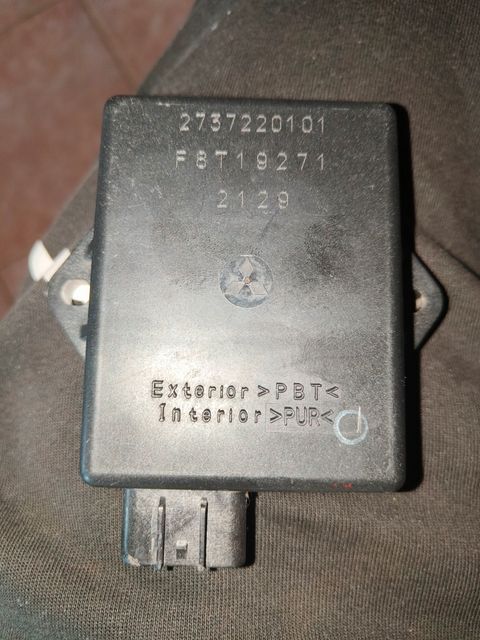 2737220101
F8T19271
2129
Exterior >PBT<
Interior >PUR<